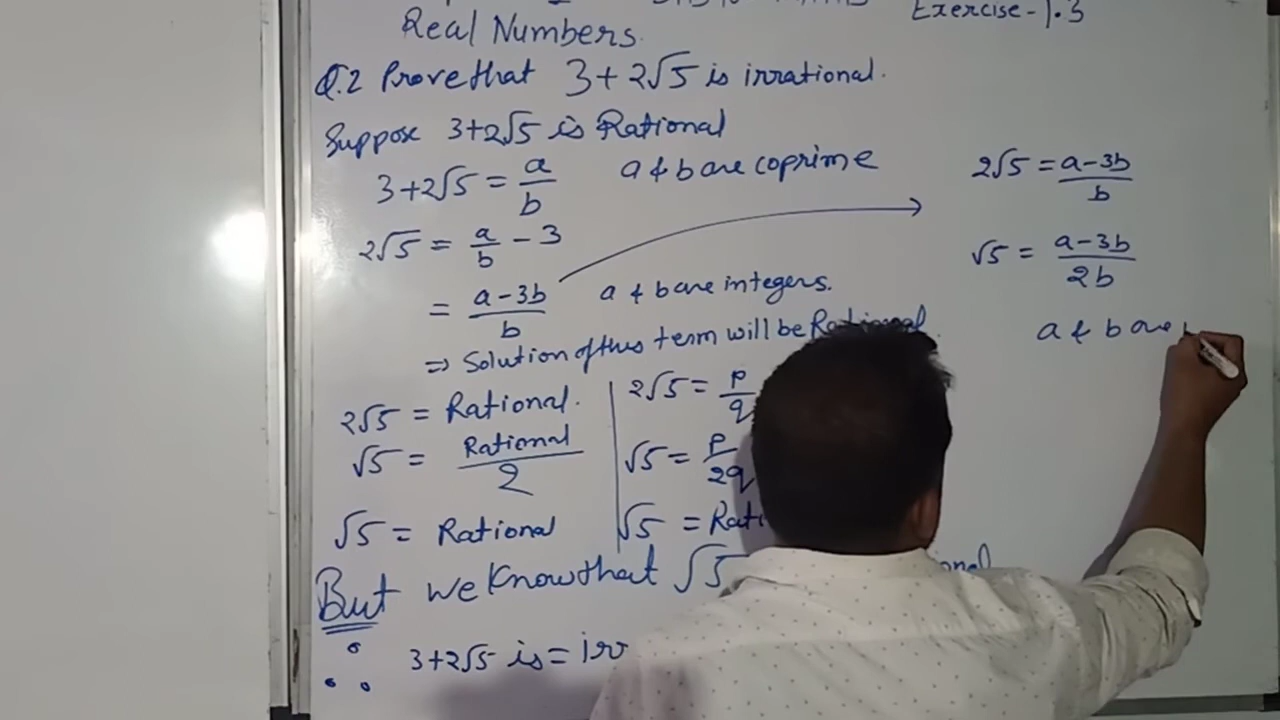 Exercise-1.3
Real Numbers.
Q.2 Prove that 3+2√5 is irrational.
Suppose 3+2√5 is Rational
3+2√5 = a/b a & b are coprime
2√5 = a/b - 3
= a-3b/b a & b are integers.
⇒ Solution of this term will be Rational.
2√5 = Rational.
√5 = Rational/2
√5 = Rational
2√5 = p/q
√5 = p/2q
√5 =
But we know that √5
∴ 3+2√5 is =
2√5 = a-3b/b
√5 = a-3b/2b
a & b are